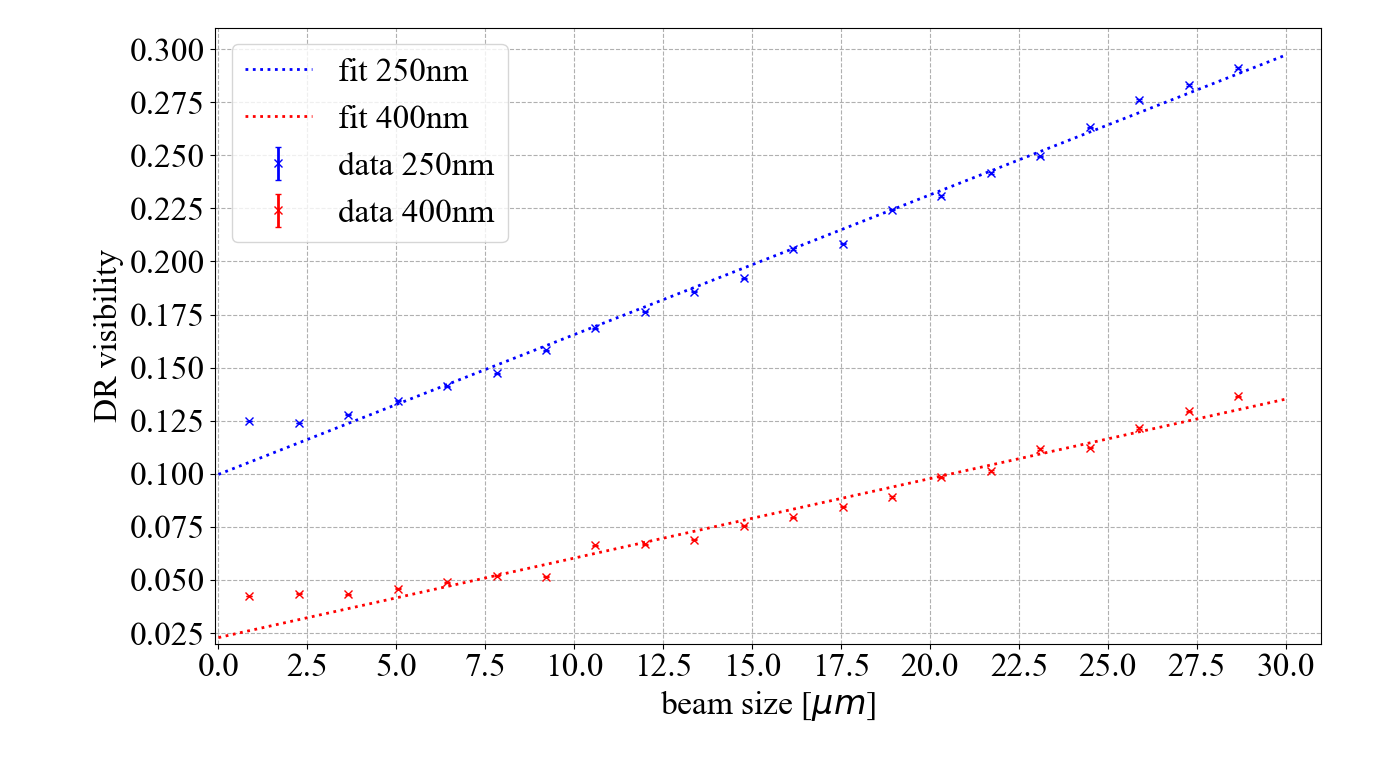 0.300
0.275
0.250
0.225
0.200
0.175
0.150
0.125
0.100
0.075
0.050
0.025
DR visibility
fit 250nm
fit 400nm
data 250nm
data 400nm
0.0 2.5 5.0 7.5 10.0 12.5 15.0 17.5 20.0 22.5 25.0 27.5 30.0
beam size [μm]